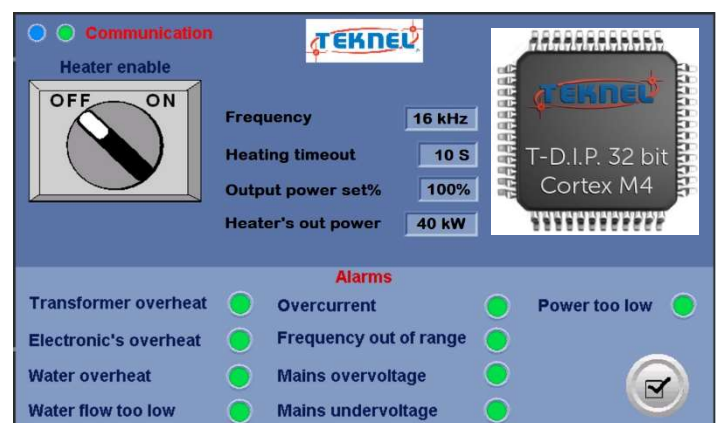 Communication
TEKNEL
Heater enable
OFF ON
TEKNEL
T-D.I.P. 32 bit
Cortex M4
Frequency 16 kHz
Heating timeout 10 S
Output power set% 100%
Heater's out power 40 kW
Alarms
Transformer overheat Overcurrent Power too low
Electronic's overheat Frequency out of range
Water overheat Mains overvoltage
Water flow too low Mains undervoltage